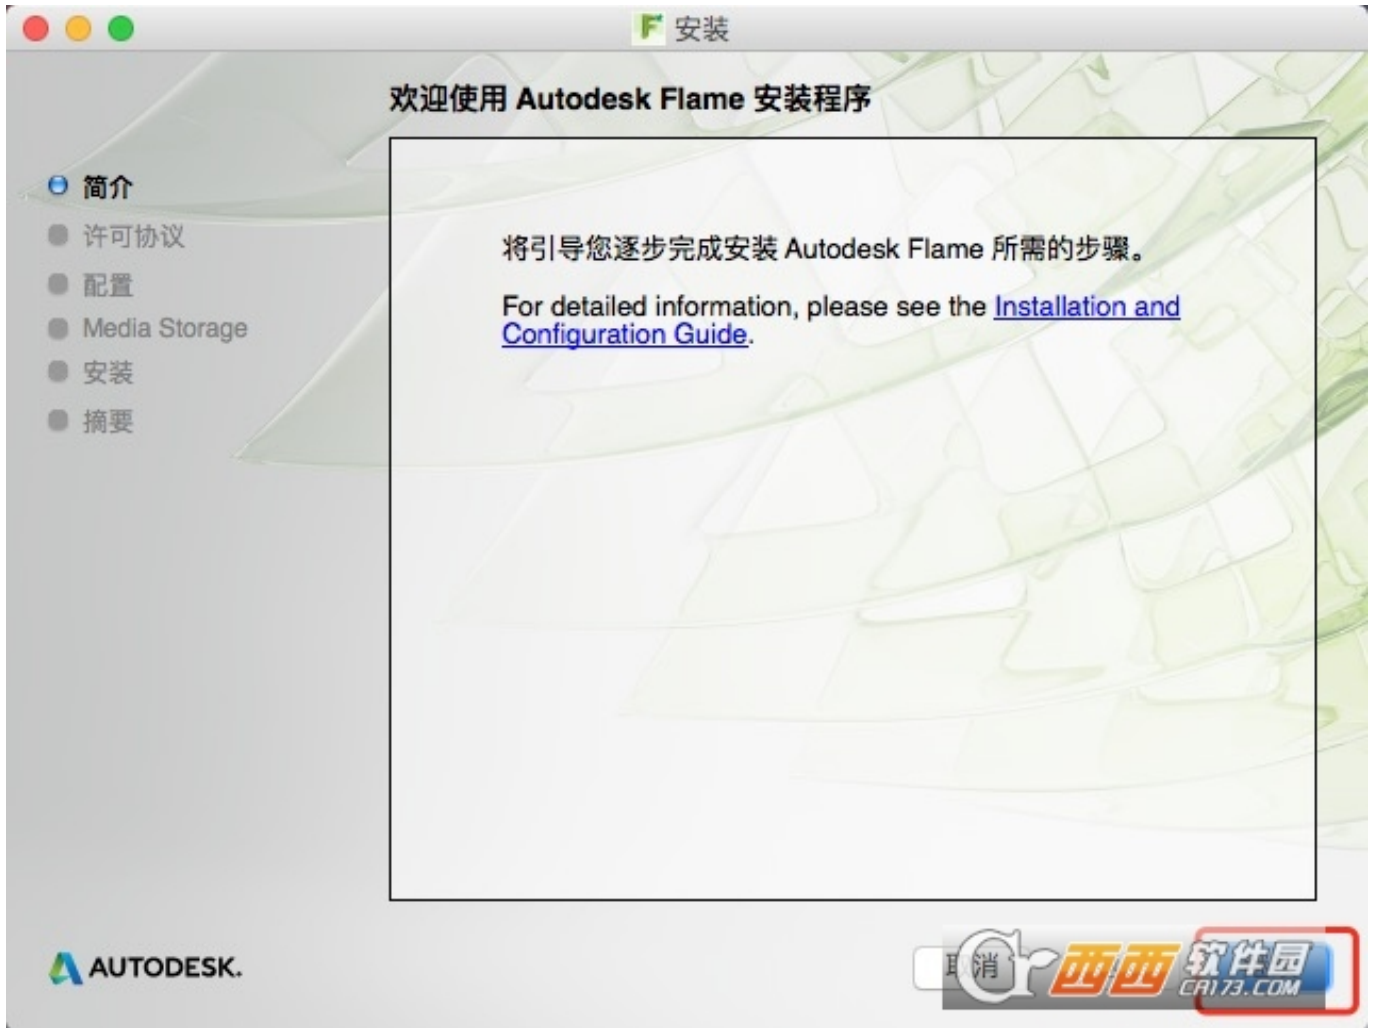 安装
欢迎使用 Autodesk Flame 安装程序
简介
许可协议
配置
Media Storage
安装
摘要
将引导您逐步完成安装 Autodesk Flame 所需的步骤。
For detailed information, please see the Installation and
Configuration Guide.
AUTODESK.
取消
西西软件园
CR173.COM